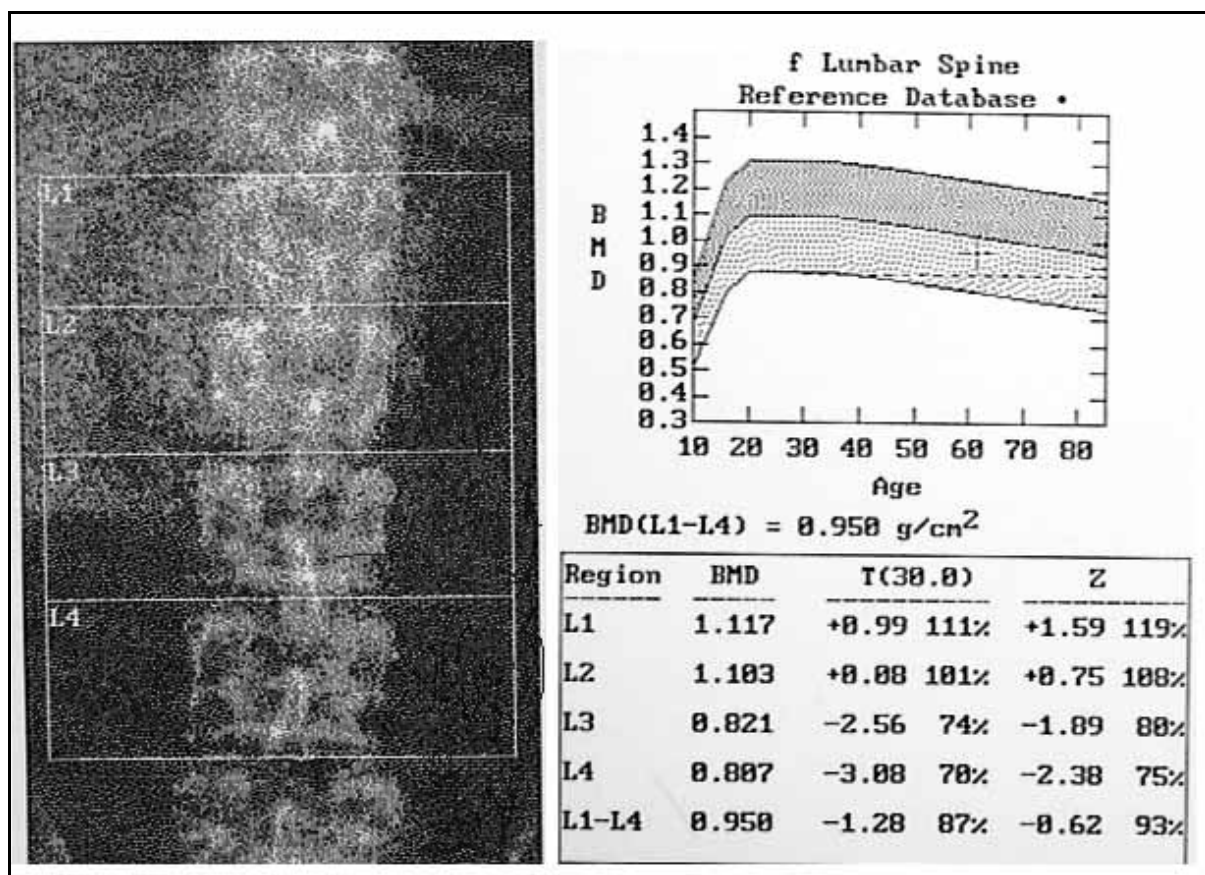 L1
L2
L3
L4
f Lumbar Spine
Reference Database •
1.4
1.3
1.2
1.1
1.0
0.9
0.8
0.7
0.6
0.5
0.4
0.3
B
M
D
10 20 30 40 50 60 70 80
Age
BMD(L1-L4) = 0.950 g/cm²
Region BMD T(30.0) Z
L1 1.117 +0.99 111% +1.59 119%
L2 1.103 +0.08 101% +0.75 108%
L3 0.821 -2.56 74% -1.89 80%
L4 0.807 -3.08 70% -2.38 75%
L1-L4 0.950 -1.28 87% -0.62 93%